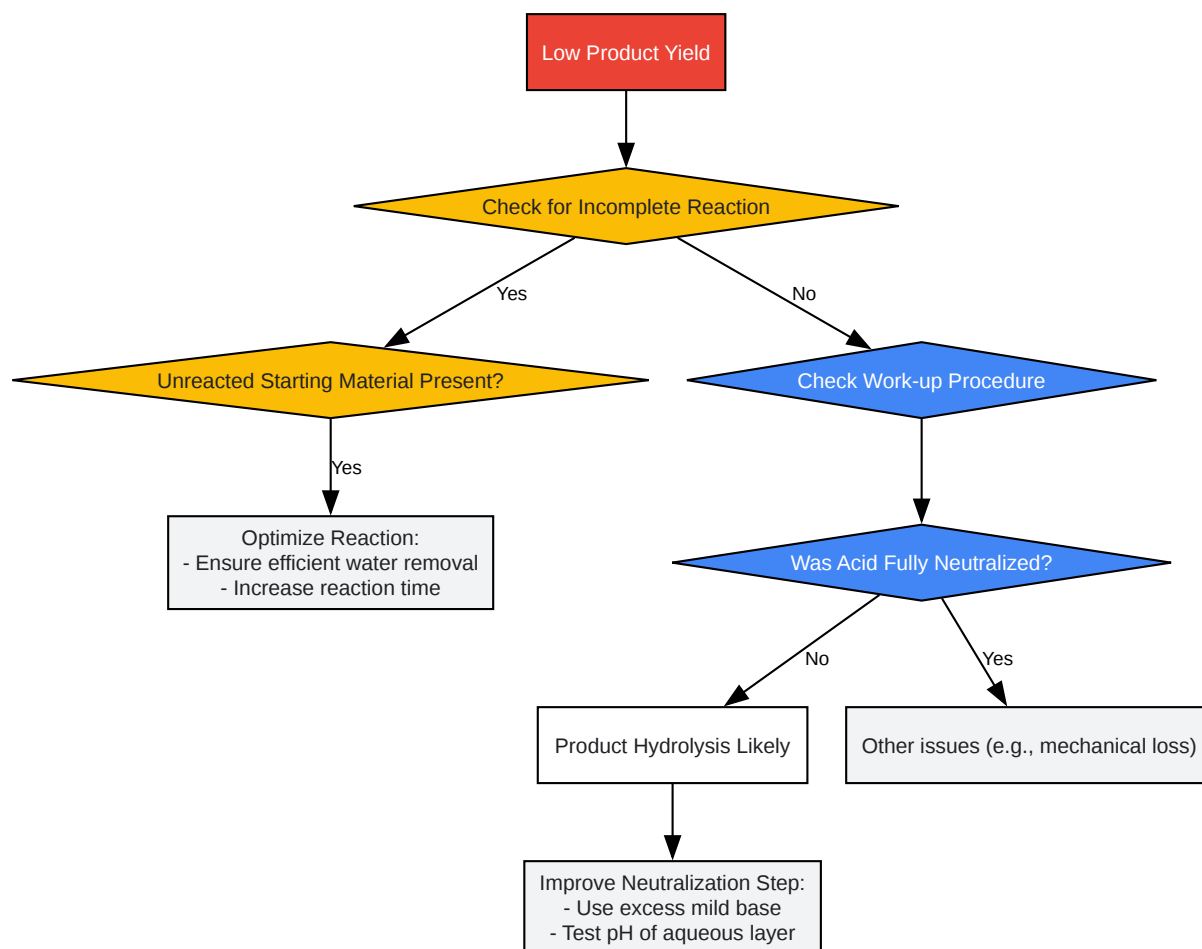 Low Product Yield
Check for Incomplete Reaction
Yes
No
Unreacted Starting Material Present?
Check Work-up Procedure
Yes
Optimize Reaction:
- Ensure efficient water removal
- Increase reaction time
Was Acid Fully Neutralized?
No
Yes
Product Hydrolysis Likely
Other issues (e.g., mechanical loss)
Improve Neutralization Step:
- Use excess mild base
- Test pH of aqueous layer